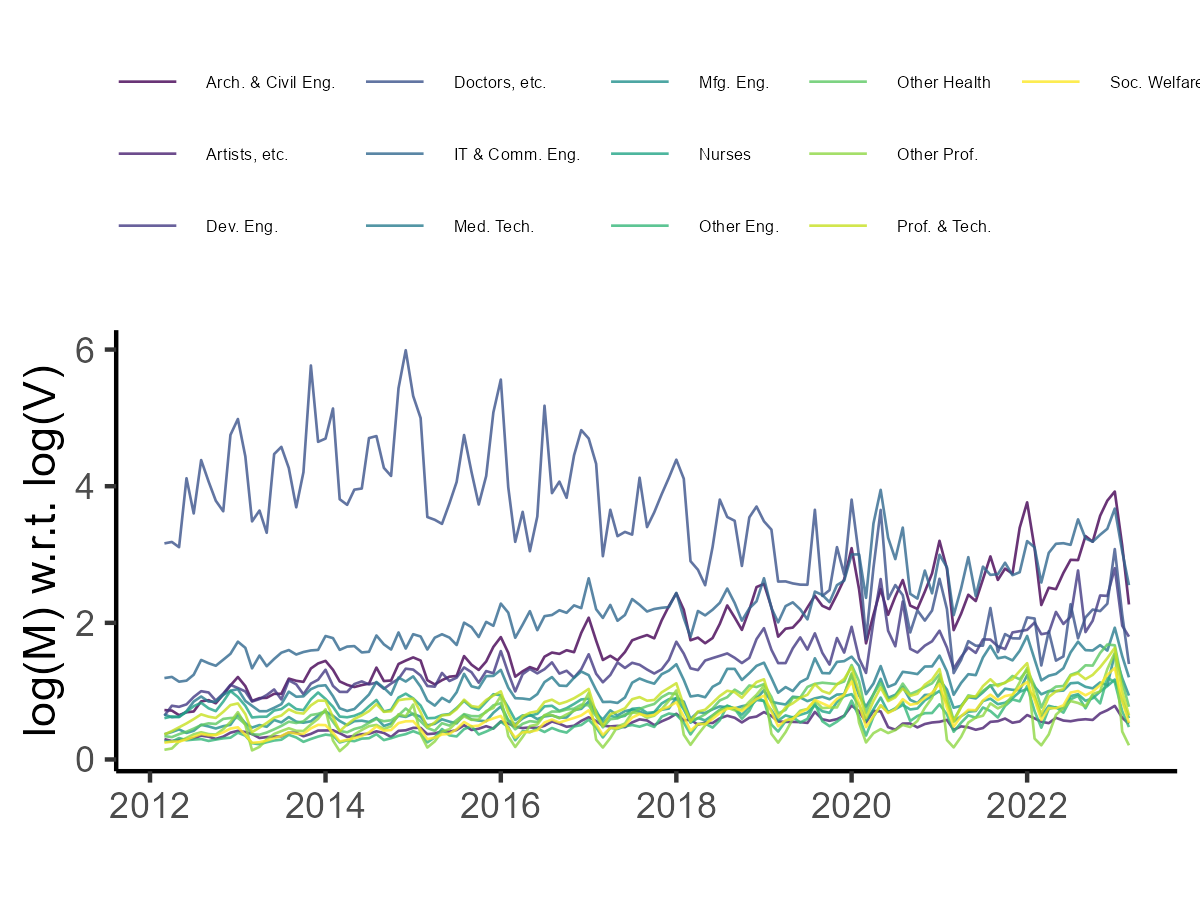 Arch. & Civil Eng. Doctors, etc. Mfg. Eng. Other Health Soc. Welfare
Artists, etc. IT & Comm. Eng. Nurses Other Prof.
Dev. Eng. Med. Tech. Other Eng. Prof. & Tech.
log(M) w.r.t. log(V)
6
4
2
0
2012 2014 2016 2018 2020 2022